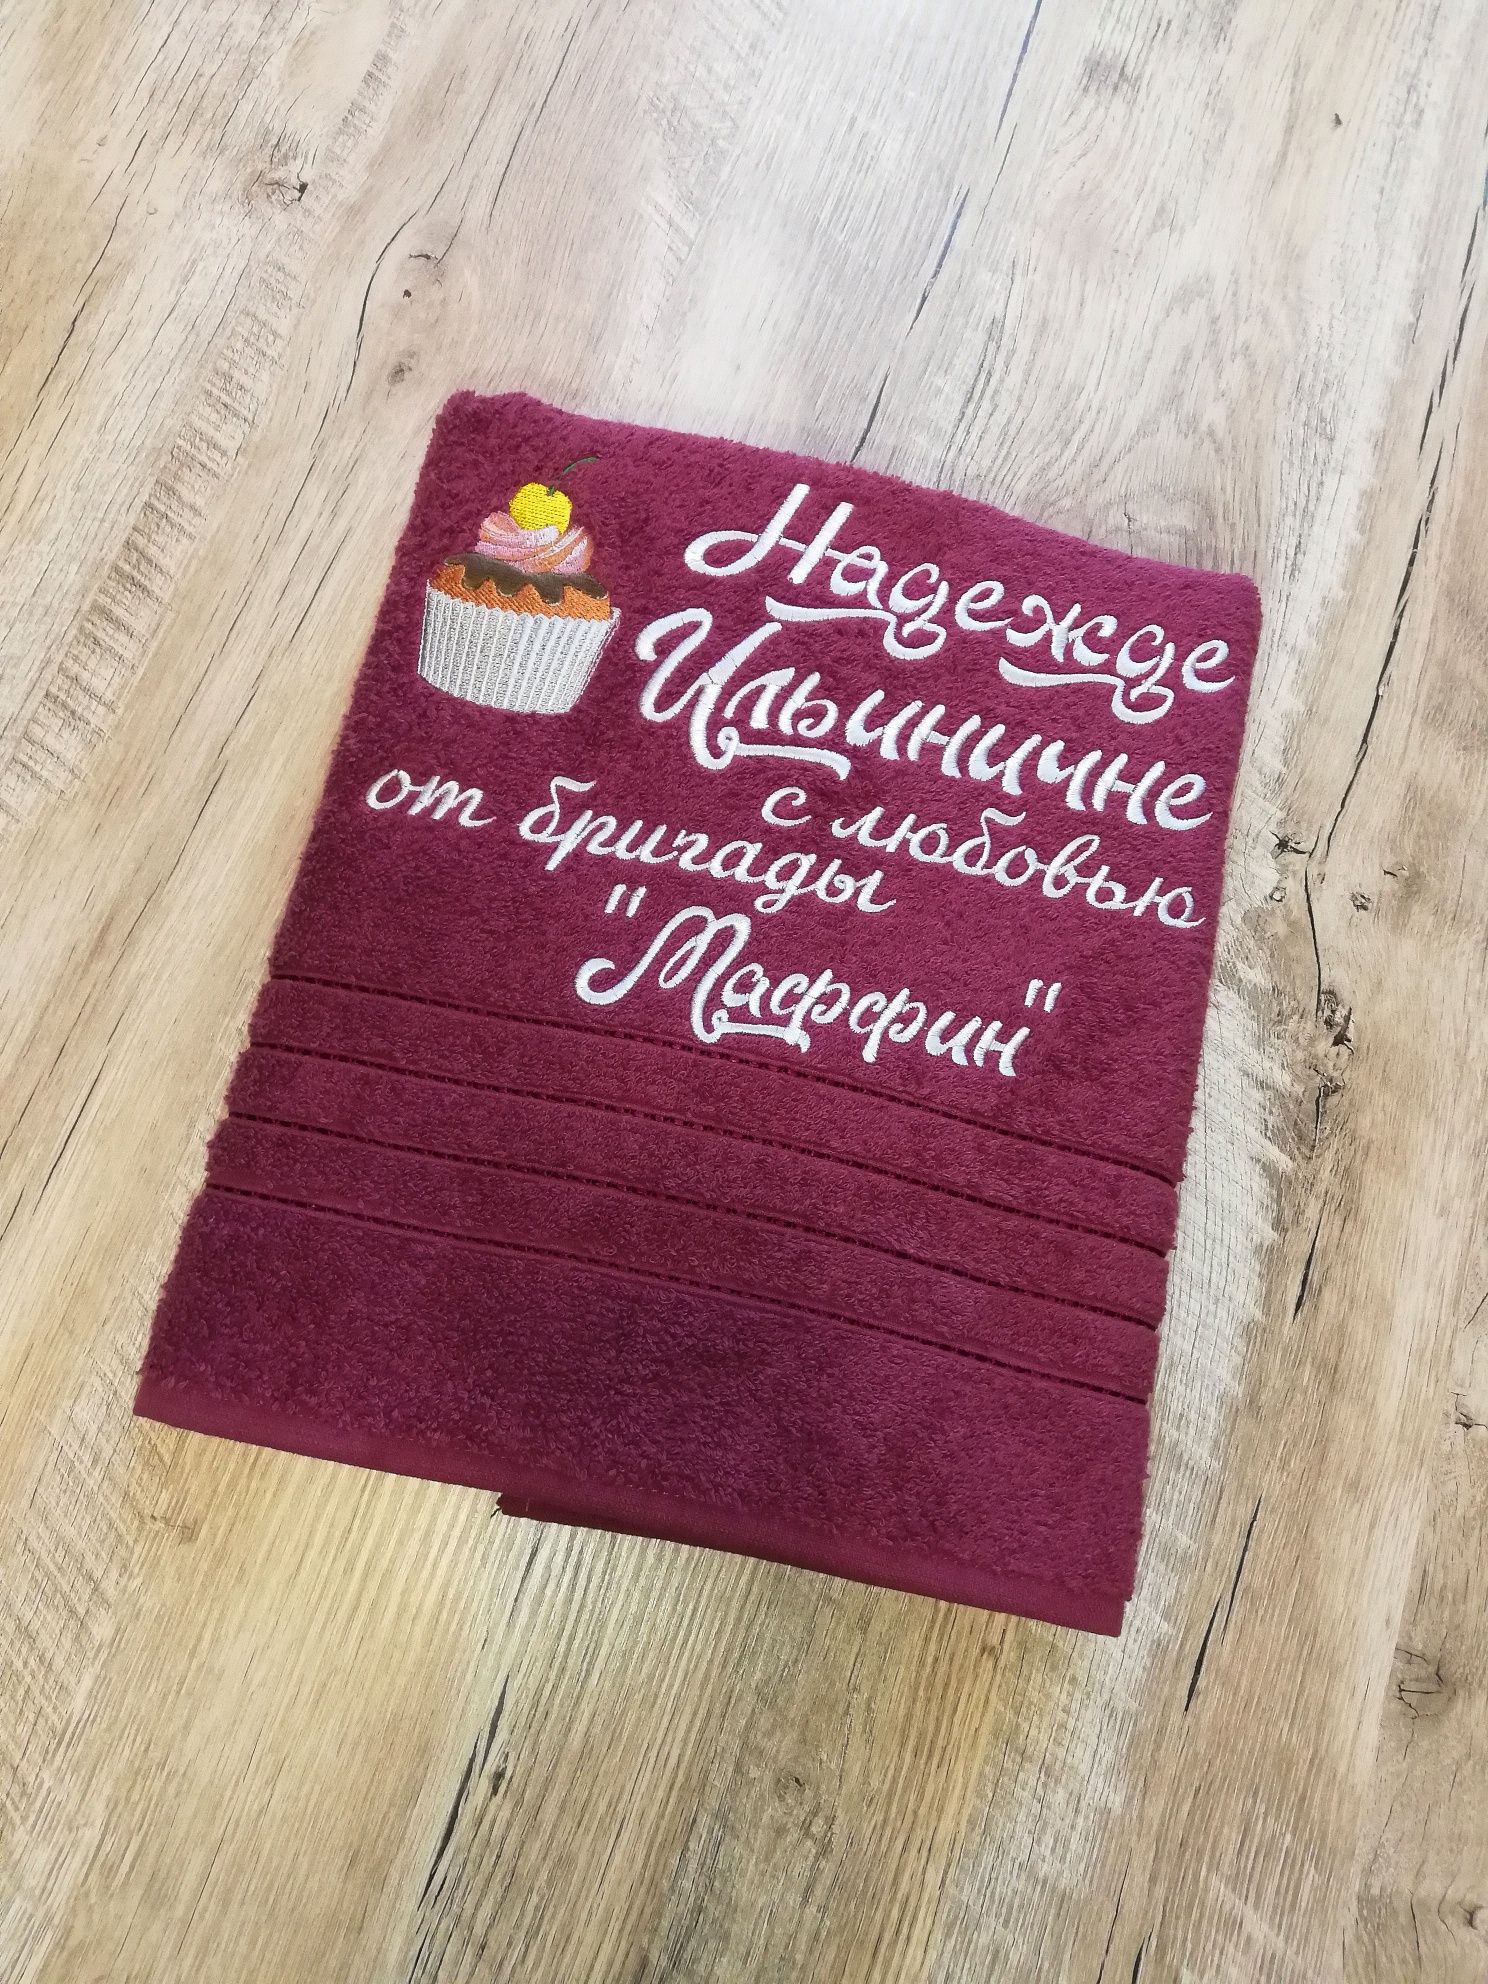 Надежде
Ильиничне
с любовью
от бригады
"Маффин"